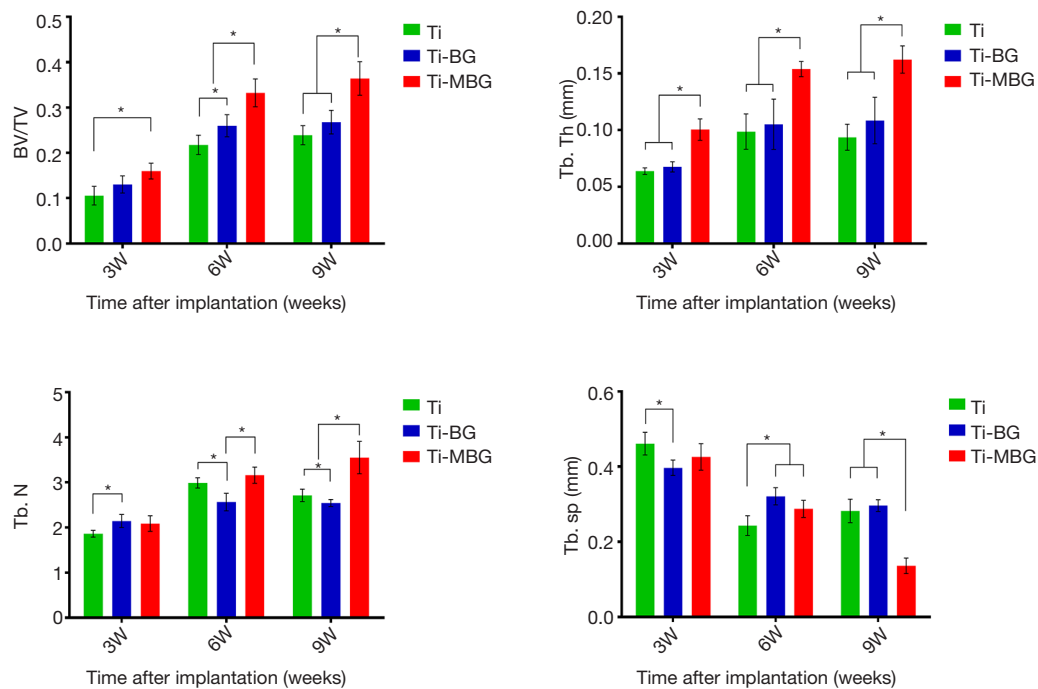 BV/TV
0.5
0.4
0.3
0.2
0.1
0.0
* * * *
3W 6W 9W
Time after implantation (weeks)
Ti
Ti-BG
Ti-MBG
Tb. Th (mm)
0.20
0.15
0.10
0.05
0.00
* * *
3W 6W 9W
Time after implantation (weeks)
Ti
Ti-BG
Ti-MBG
Tb. N
5
4
3
2
1
0
* * * * *
3W 6W 9W
Time after implantation (weeks)
Ti
Ti-BG
Ti-MBG
Tb. sp (mm)
0.6
0.4
0.2
0.0
* * *
3W 6W 9W
Time after implantation (weeks)
Ti
Ti-BG
Ti-MBG